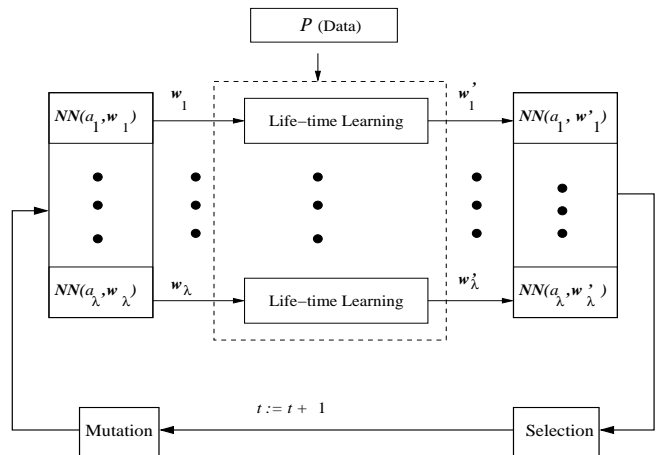 P (Data)
w1 w'1
NN(a1,w1) Life-time Learning NN(a1, w'1)
NN(aλ,wλ) wλ Life-time Learning w'λ NN(aλ,w'λ)
t := t + 1
Mutation Selection